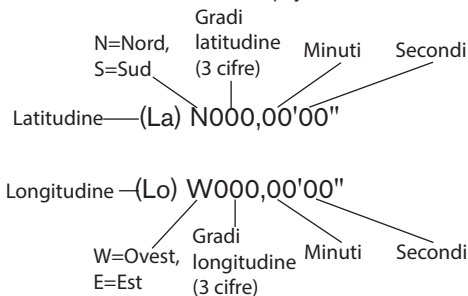 Gradi
latitudine
(3 cifre)
N=Nord,
S=Sud
Minuti
Secondi
Latitudine (La) N000,00'00"
Longitudine (Lo) W000,00'00"
W=Ovest,
E=Est
Gradi
longitudine
(3 cifre)
Minuti
Secondi